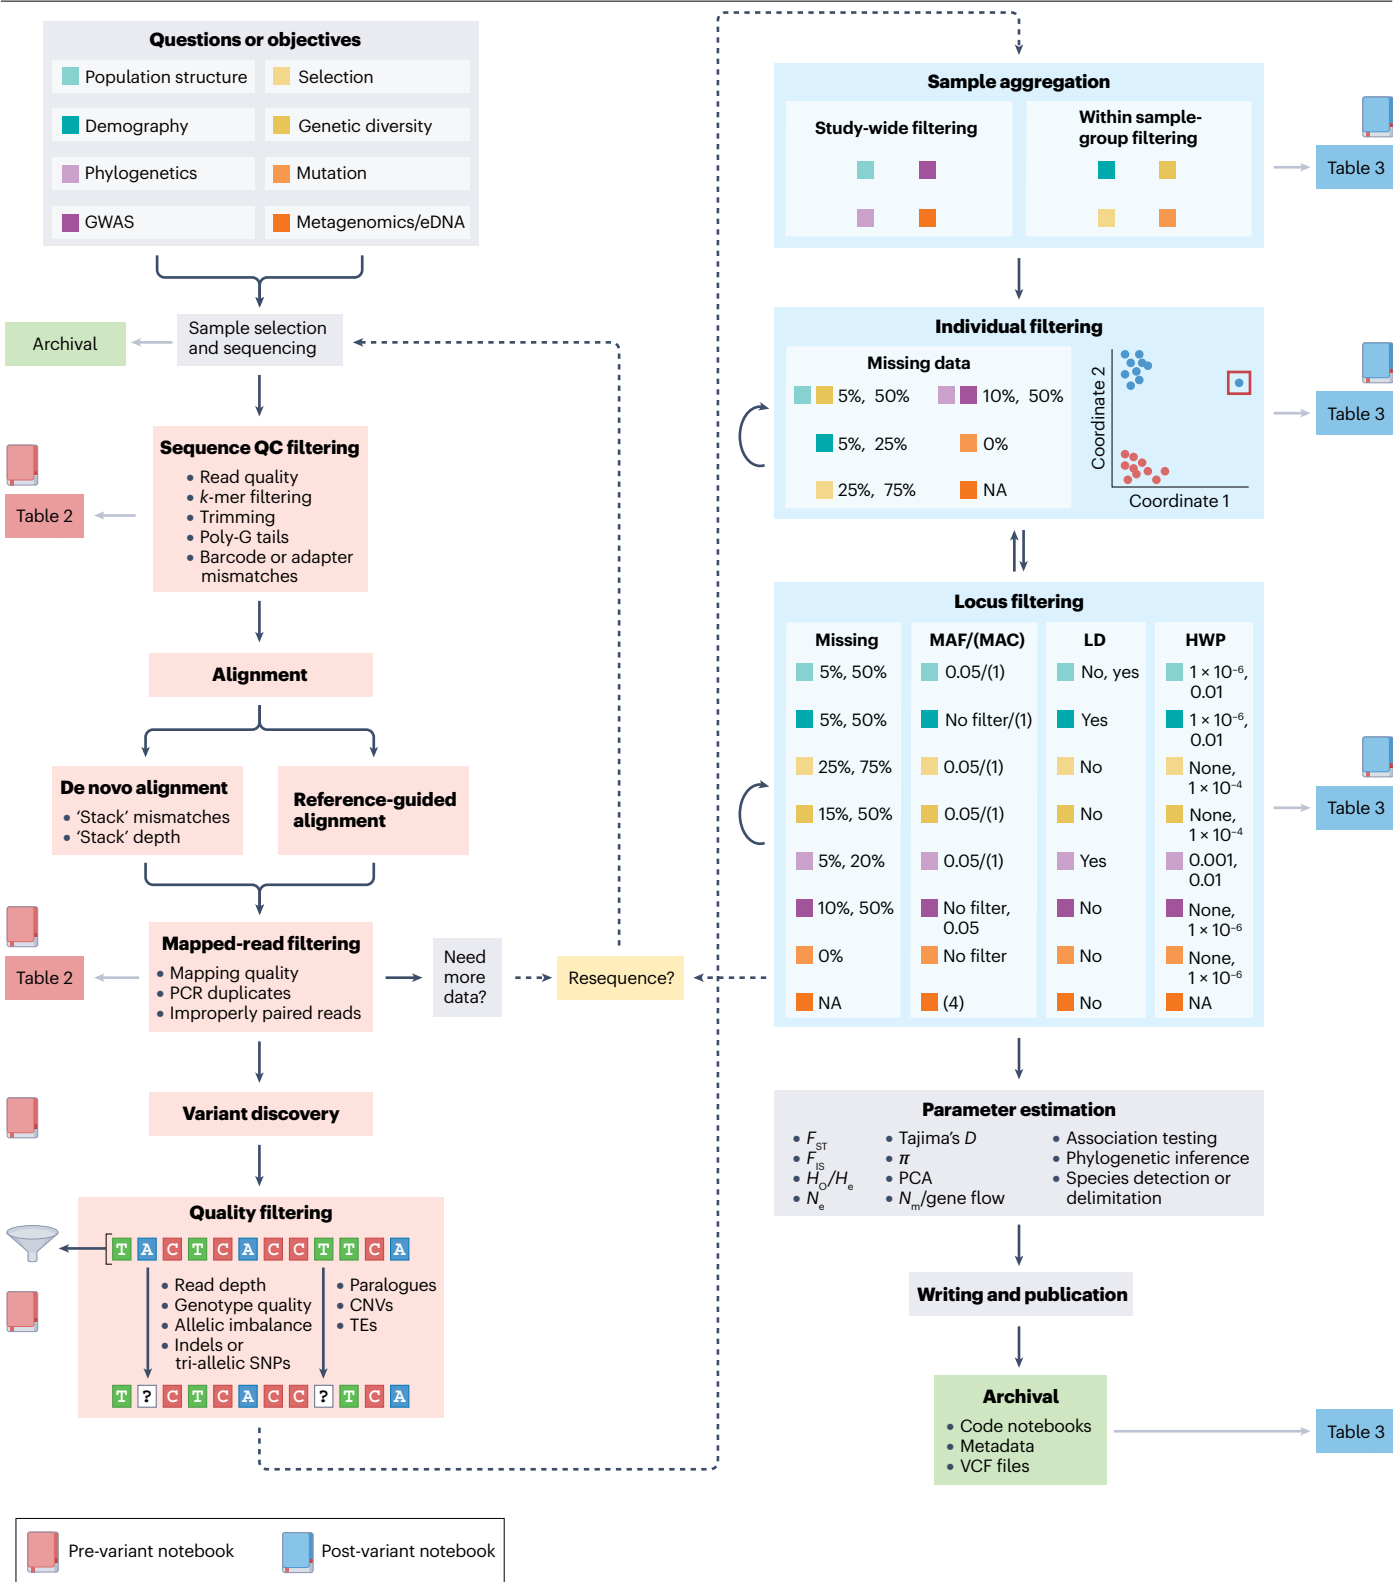 Questions or objectives
Population structure
Selection
Demography
Genetic diversity
Phylogenetics
Mutation
GWAS
Metagenomics/eDNA
Archival
Sample selection
and sequencing
Sequence QC filtering
• Read quality
• k-mer filtering
• Trimming
• Poly-G tails
• Barcode or adapter
mismatches
Table 2
Alignment
De novo alignment
• ‘Stack’ mismatches
• ‘Stack’ depth
Reference-guided
alignment
Mapped-read filtering
• Mapping quality
• PCR duplicates
• Improperly paired reads
Table 2
Need
more
data?
Resequence?
Variant discovery
Quality filtering
T A C T C A C C T T C A
• Read depth
• Genotype quality
• Allelic imbalance
• Indels or
tri-allelic SNPs
• Paralogues
• CNVs
• TEs
T ? C T C A C C ? T C A
Pre-variant notebook
Post-variant notebook
Sample aggregation
Study-wide filtering
Within sample-
group filtering
Table 3
Individual filtering
Missing data
5%, 50%
10%, 50%
5%, 25%
0%
25%, 75%
NA
Coordinate 2
Coordinate 1
Table 3
Locus filtering
Missing MAF/(MAC) LD HWP
5%, 50% 0.05/(1) No, yes 1 × 10⁻⁶,
0.01
5%, 50% No filter/(1) Yes 1 × 10⁻⁶,
0.01
25%, 75% 0.05/(1) No None,
1 × 10⁻⁴
15%, 50% 0.05/(1) No None,
1 × 10⁻⁴
5%, 20% 0.05/(1) Yes 0.001,
0.01
10%, 50% No filter, No None,
0.05 1 × 10⁻⁶
0% No filter No None,
1 × 10⁻⁶
NA (4) No NA
Table 3
Parameter estimation
• F_ST
• F_IS
• H_O/H_e
• N_e
• Tajima’s D
• π
• PCA
• N_m/gene flow
• Association testing
• Phylogenetic inference
• Species detection or
delimitation
Writing and publication
Archival
• Code notebooks
• Metadata
• VCF files
Table 3